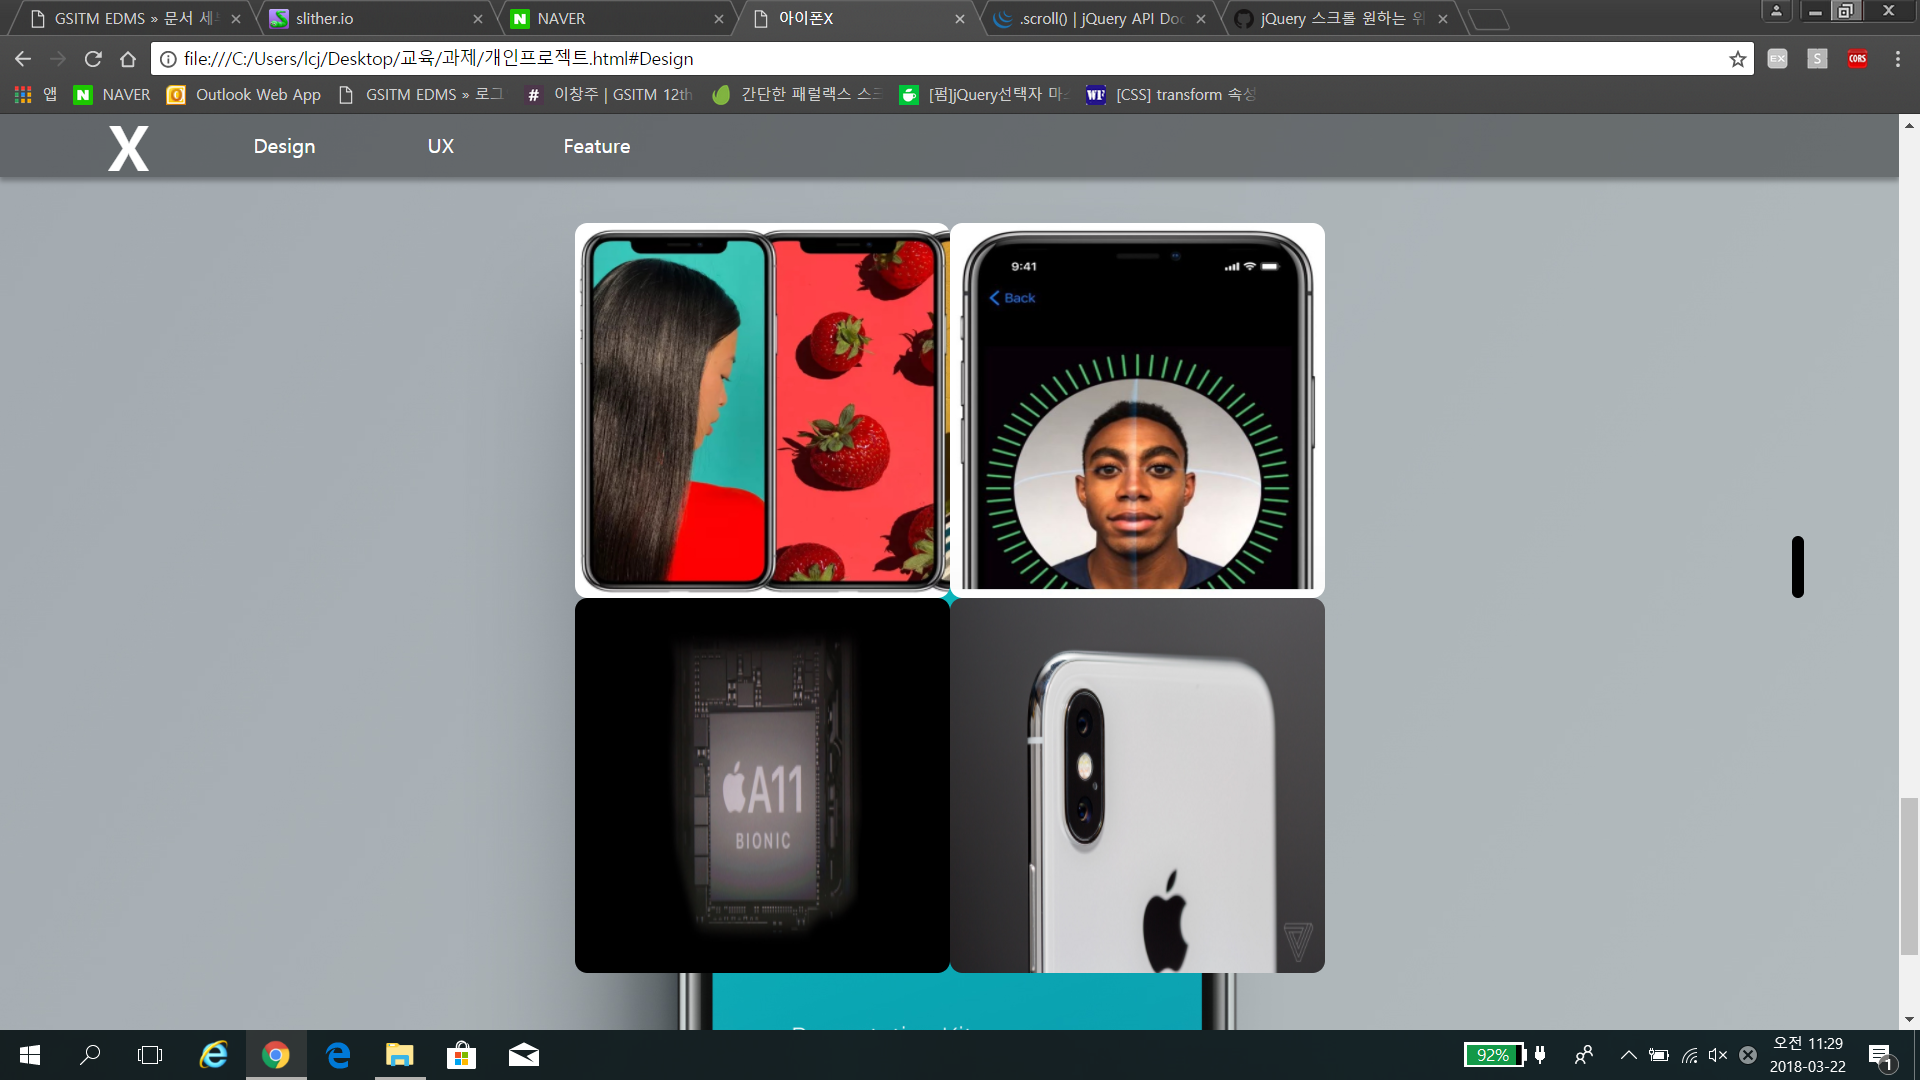 GSITM EDMS » 문서 세
slither.io
NAVER
아이폰X
.scroll() | jQuery API Doc
jQuery 스크롤 원하는 위
file:///C:/Users/lcj/Desktop/교육/과제/개인프로젝트.html#Design
EX
S
CORS
앱
NAVER
Outlook Web App
GSITM EDMS » 로그
이창주 | GSITM 12th
간단한 패럴랙스 스크
[펌]jQuery선택자 마
WF
[CSS] transform 속성
X
Design
UX
Feature
9:41
Back
A11
BIONIC
92%
오전 11:29
2018-03-22
1